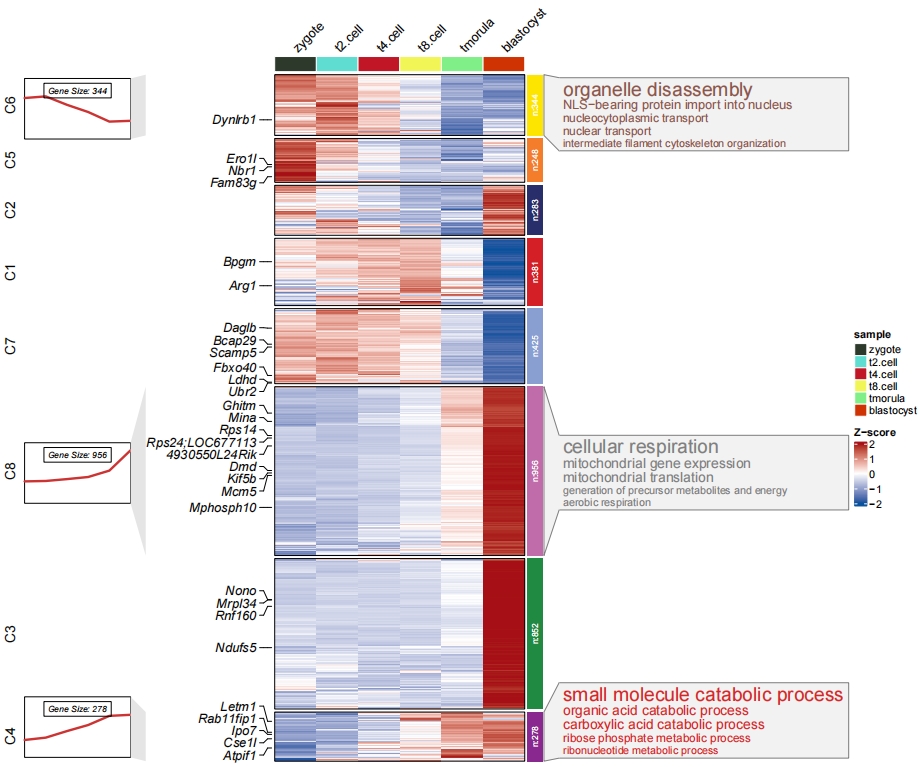 zygote
t2.cell
t4.cell
t8.cell
tmorula
blastocyst
C6
Gene Size: 344
Dynlrb1
n:344
organelle disassembly
NLS−bearing protein import into nucleus
nucleocytoplasmic transport
nuclear transport
intermediate filament cytoskeleton organization
C5
Ero1l
Nbr1
Fam83g
n:248
C2
n:283
C1
Bpgm
Arg1
n:381
C7
Daglb
Bcap29
Scamp5
Fbxo40
Ldhd
n:425
C8
Gene Size: 956
Ubr2
Ghitm
Mina
Rps14
Rps24;LOC677113
4930550L24Rik
Dmd
Kif5b
Mcm5
Mphosph10
n:956
cellular respiration
mitochondrial gene expression
mitochondrial translation
generation of precursor metabolites and energy
aerobic respiration
C3
Nono
Mrpl34
Rnf160
Ndufs5
n:852
C4
Gene Size: 278
Letm1
Rab11fip1
Ipo7
Cse1l
Atpif1
n:278
small molecule catabolic process
organic acid catabolic process
carboxylic acid catabolic process
ribose phosphate metabolic process
ribonucleotide metabolic process
sample
zygote
t2.cell
t4.cell
t8.cell
tmorula
blastocyst
Z−score
2
1
0
−1
−2